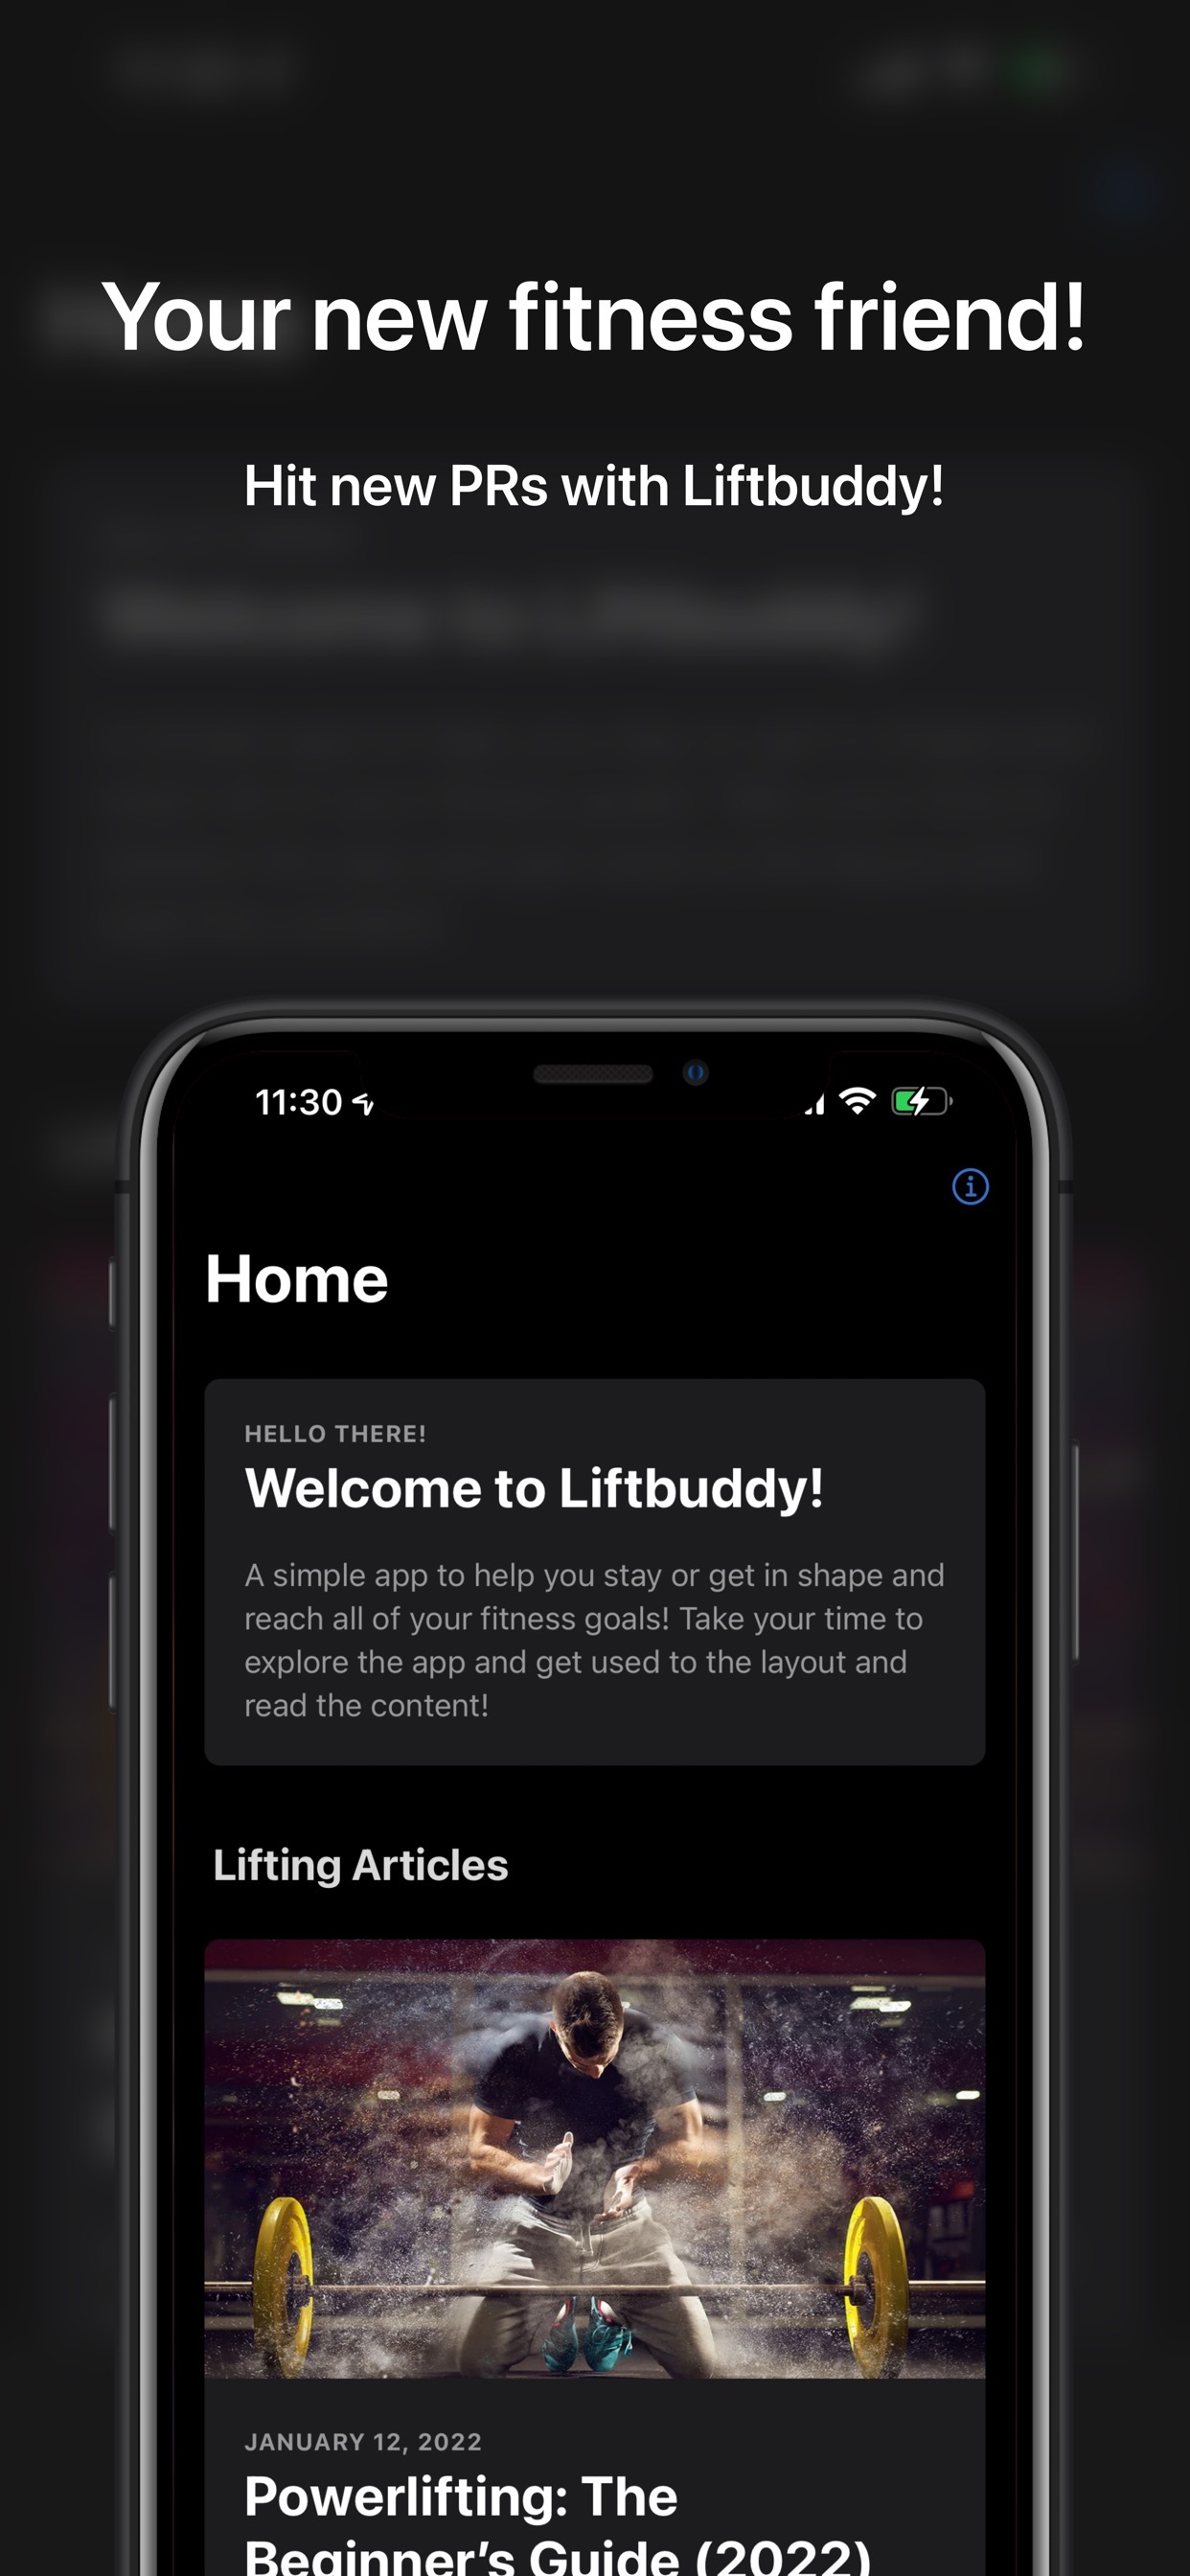 Your new fitness friend!
Hit new PRs with Liftbuddy!
11:30
Home
HELLO THERE!
Welcome to Liftbuddy!
A simple app to help you stay or get in shape and
reach all of your fitness goals! Take your time to
explore the app and get used to the layout and
read the content!
Lifting Articles
JANUARY 12, 2022
Powerlifting: The
Beginner's Guide (2022)